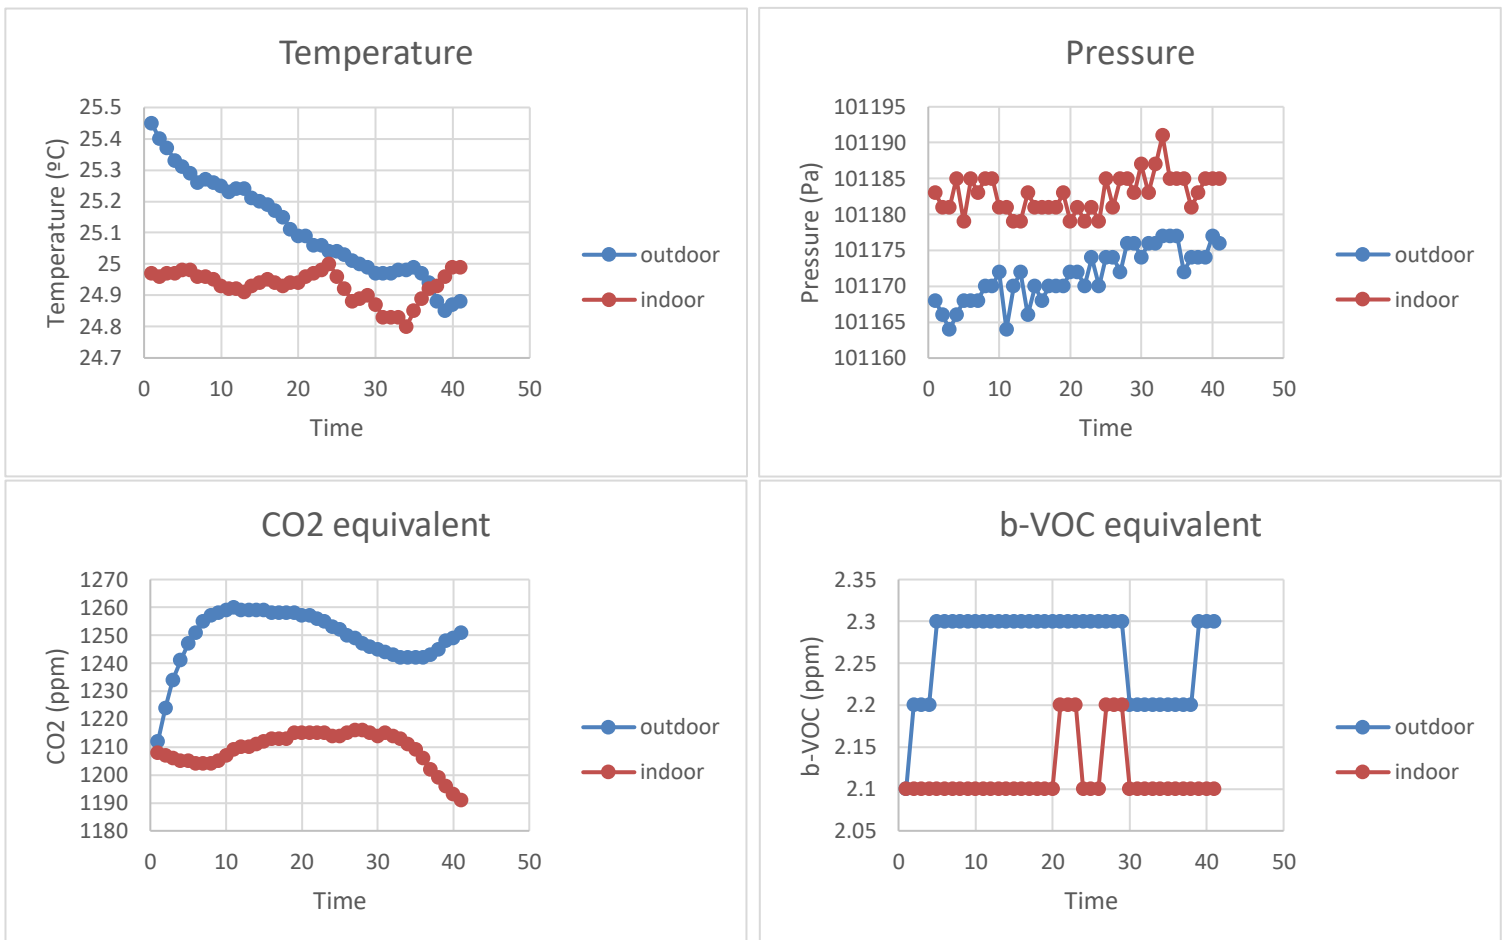 Temperature
25.5
25.4
25.3
25.2
25.1
25
24.9
24.8
24.7
Temperature (ºC)
0 10 20 30 40 50
Time
outdoor
indoor
Pressure
101195
101190
101185
101180
101175
101170
101165
101160
Pressure (Pa)
0 10 20 30 40 50
Time
outdoor
indoor
CO2 equivalent
1270
1260
1250
1240
1230
1220
1210
1200
1190
1180
CO2 (ppm)
0 10 20 30 40 50
Time
outdoor
indoor
b-VOC equivalent
2.35
2.3
2.25
2.2
2.15
2.1
2.05
b-VOC (ppm)
0 10 20 30 40 50
Time
outdoor
indoor